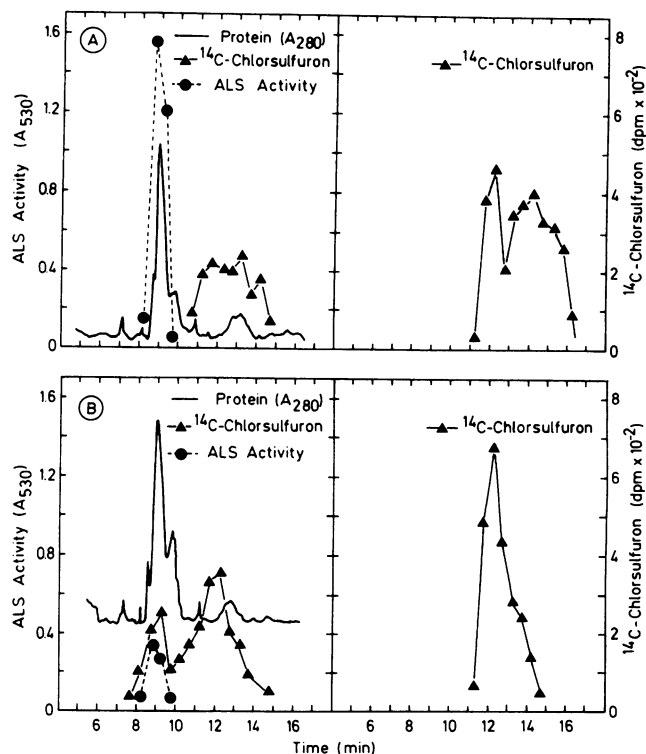 A
1.6
1.2
0.8
0.4
0
ALS Activity (A530)
Protein (A280)
14C-Chlorsulfuron
ALS Activity
14C-Chlorsulfuron
8
6
4
2
0
14C-Chlorsulfuron (dpm x 10-2)
B
1.6
1.2
0.8
0.4
0
ALS Activity (A530)
Protein (A280)
14C-Chlorsulfuron
ALS Activity
14C-Chlorsulfuron
8
6
4
2
0
14C-Chlorsulfuron (dpm x 10-2)
6 8 10 12 14 16 6 8 10 12 14 16
Time (min)